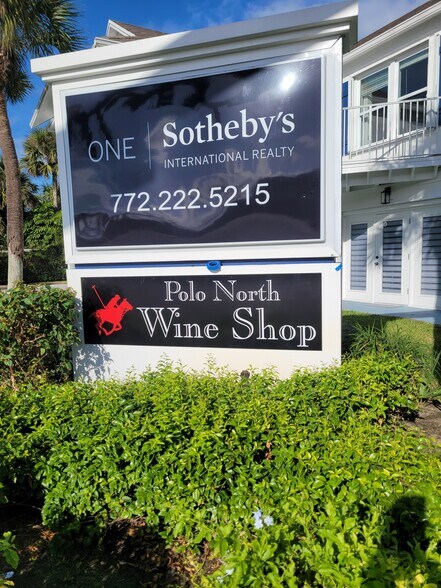 ONE | Sotheby's
INTERNATIONAL REALTY
772.222.5215
Polo North
Wine Shop